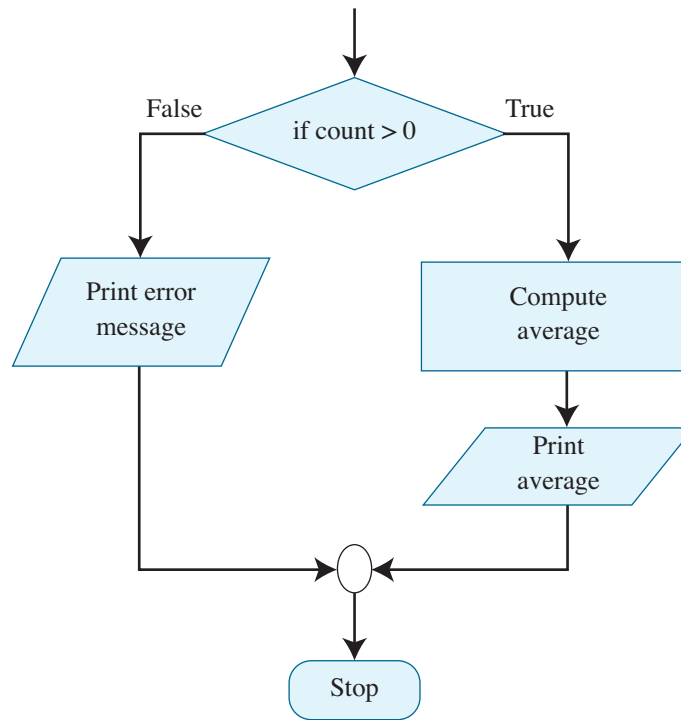 False
True
if count > 0
Print error
message
Compute
average
Print
average
Stop